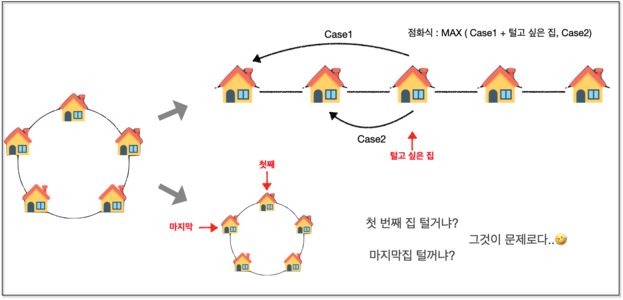 Case1
점화식 : MAX ( Case1 + 털고 싶은 집, Case2)
Case2
털고 싶은 집
첫째
마지막
첫 번째 집 털거냐?
그것이 문제로다..🤣
마지막집 털꺼냐?